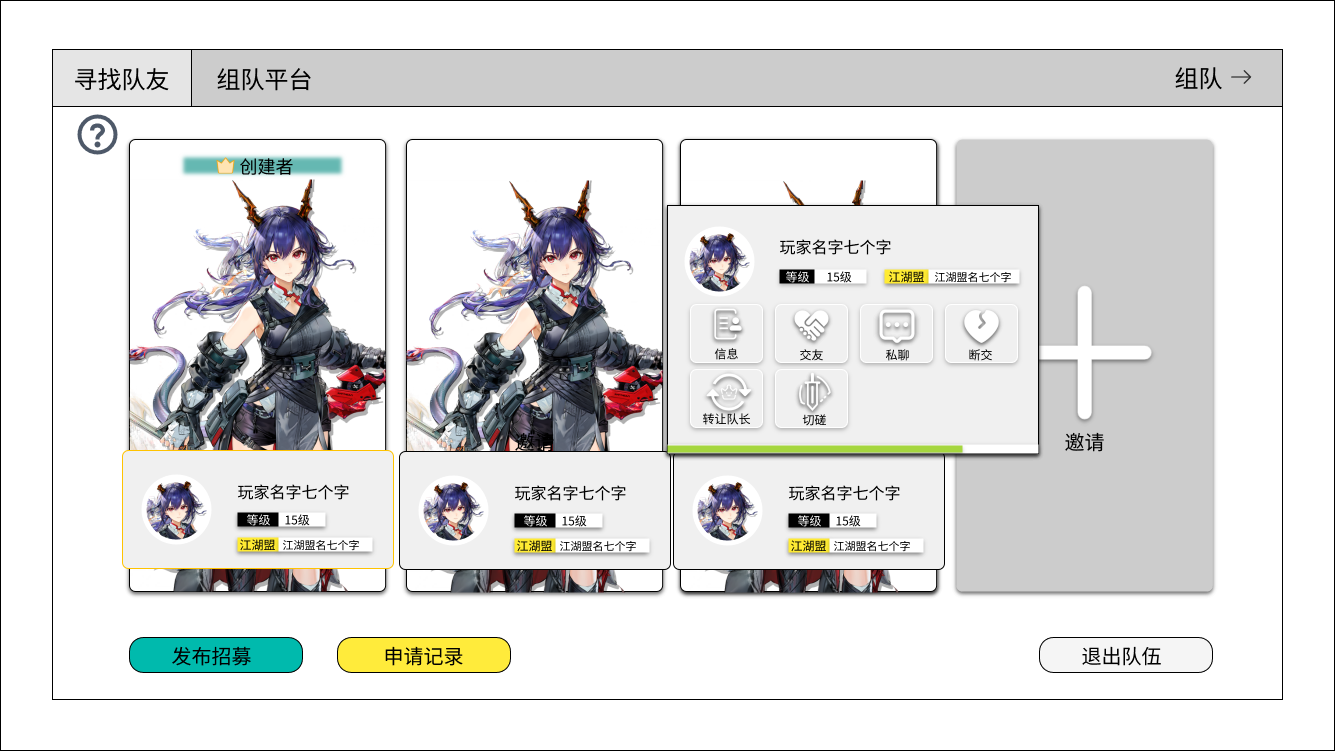 寻找队友
组队平台
组队
创建者
玩家名字七个字
等级 15级
江湖盟 江湖盟名七个字
信息
交友
私聊
断交
转让队长
切磋
邀请
邀请
玩家名字七个字
等级 15级
江湖盟 江湖盟名七个字
玩家名字七个字
等级 15级
江湖盟 江湖盟名七个字
玩家名字七个字
等级 15级
江湖盟 江湖盟名七个字
发布招募
申请记录
退出队伍